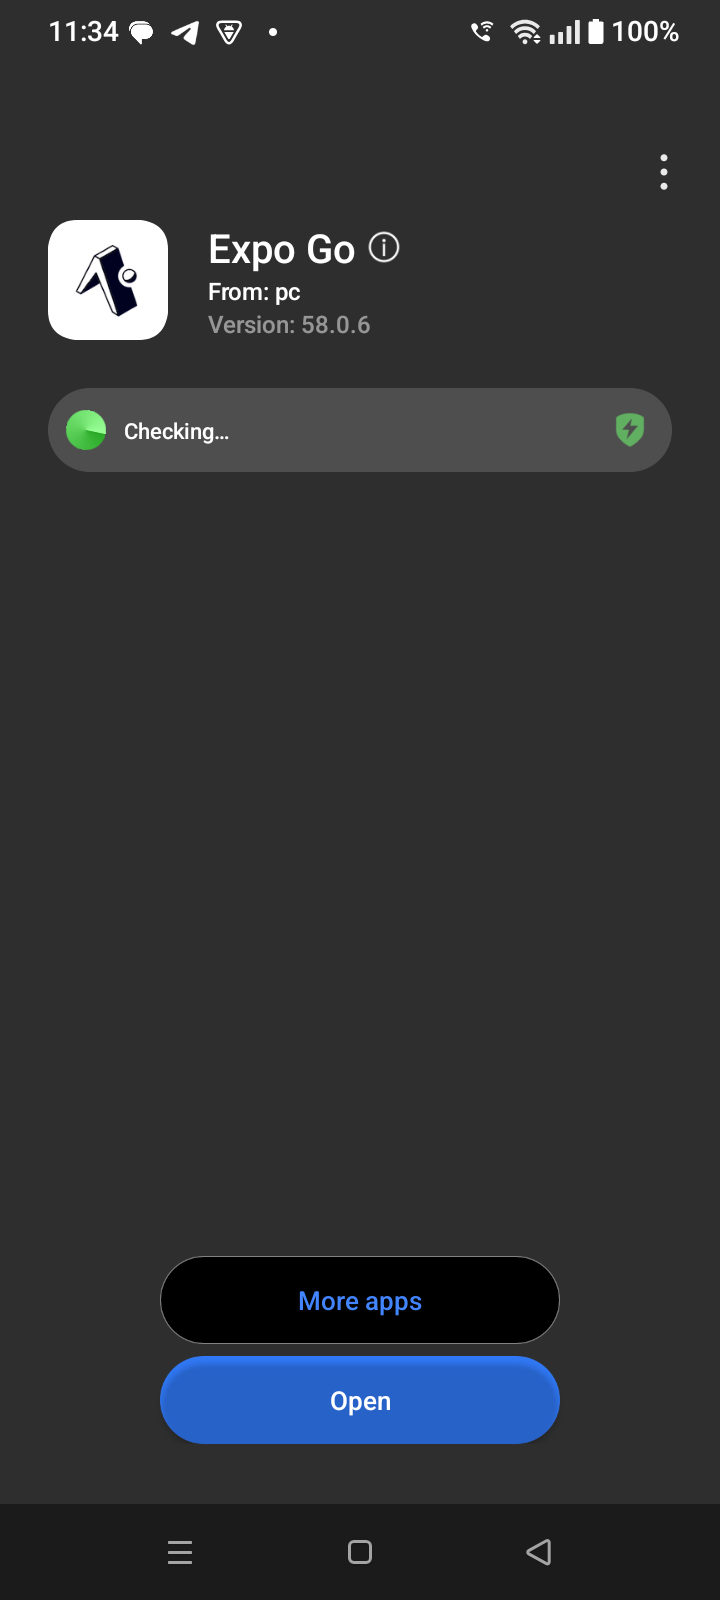 11:34
100%
Expo Go
From: pc
Version: 58.0.6
Checking...
More apps
Open